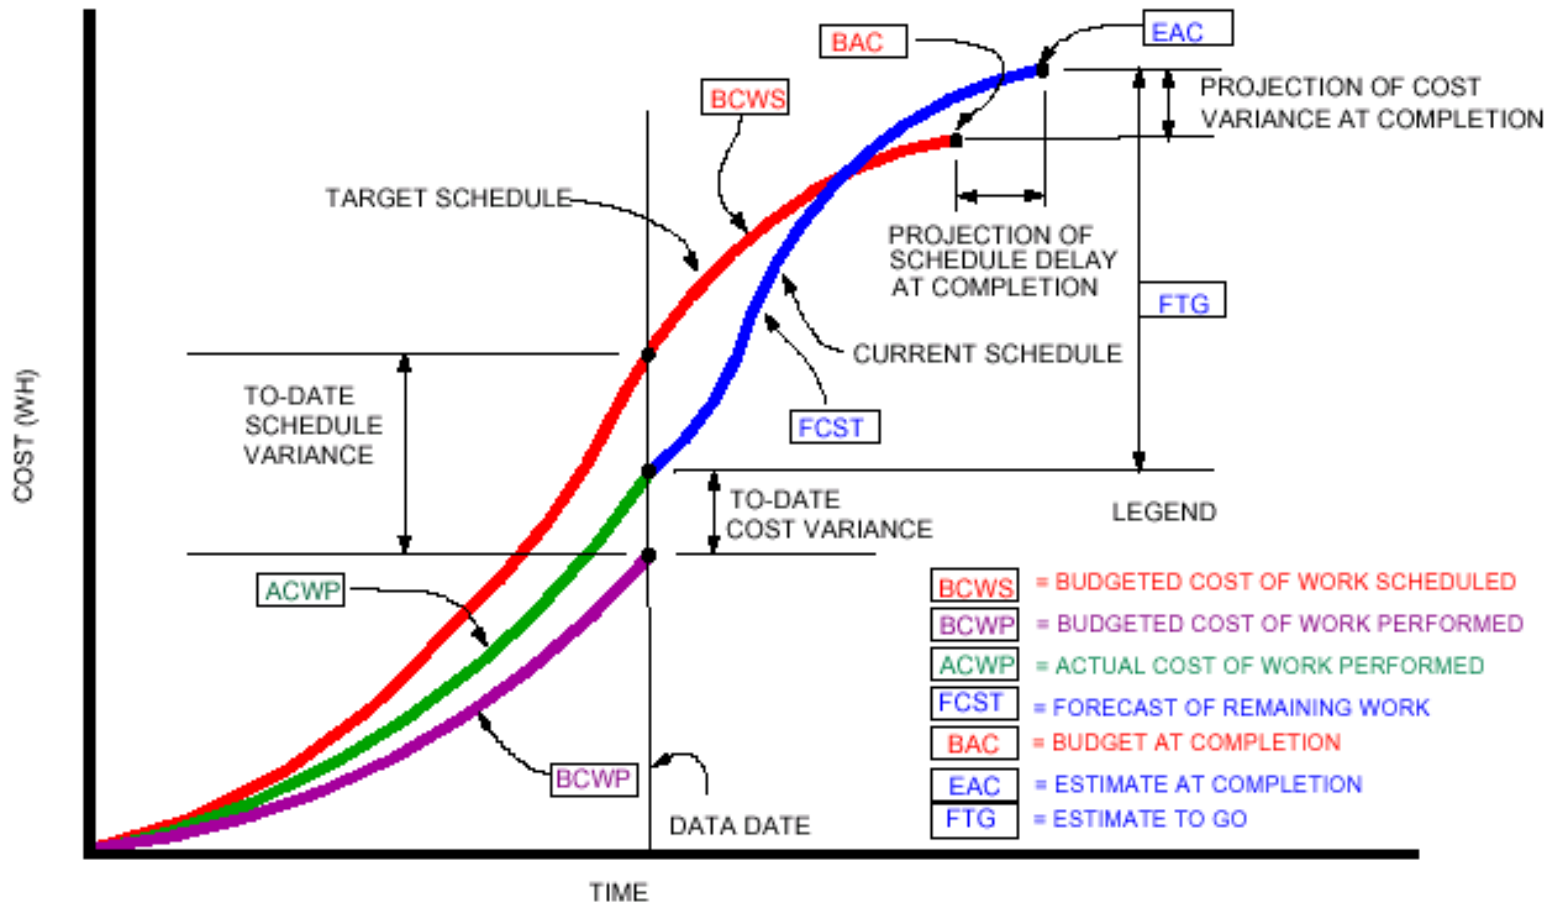 EAC
BAC
BCWS
PROJECTION OF COST
VARIANCE AT COMPLETION
TARGET SCHEDULE
PROJECTION OF
SCHEDULE DELAY
AT COMPLETION
FTG
CURRENT SCHEDULE
TO-DATE
SCHEDULE
VARIANCE
FCST
COST (WH)
TO-DATE
COST VARIANCE
LEGEND
ACWP
BCWP
DATA DATE
BCWS = BUDGETED COST OF WORK SCHEDULED
BCWP = BUDGETED COST OF WORK PERFORMED
ACWP = ACTUAL COST OF WORK PERFORMED
FCST = FORECAST OF REMAINING WORK
BAC = BUDGET AT COMPLETION
EAC = ESTIMATE AT COMPLETION
FTG = ESTIMATE TO GO
TIME